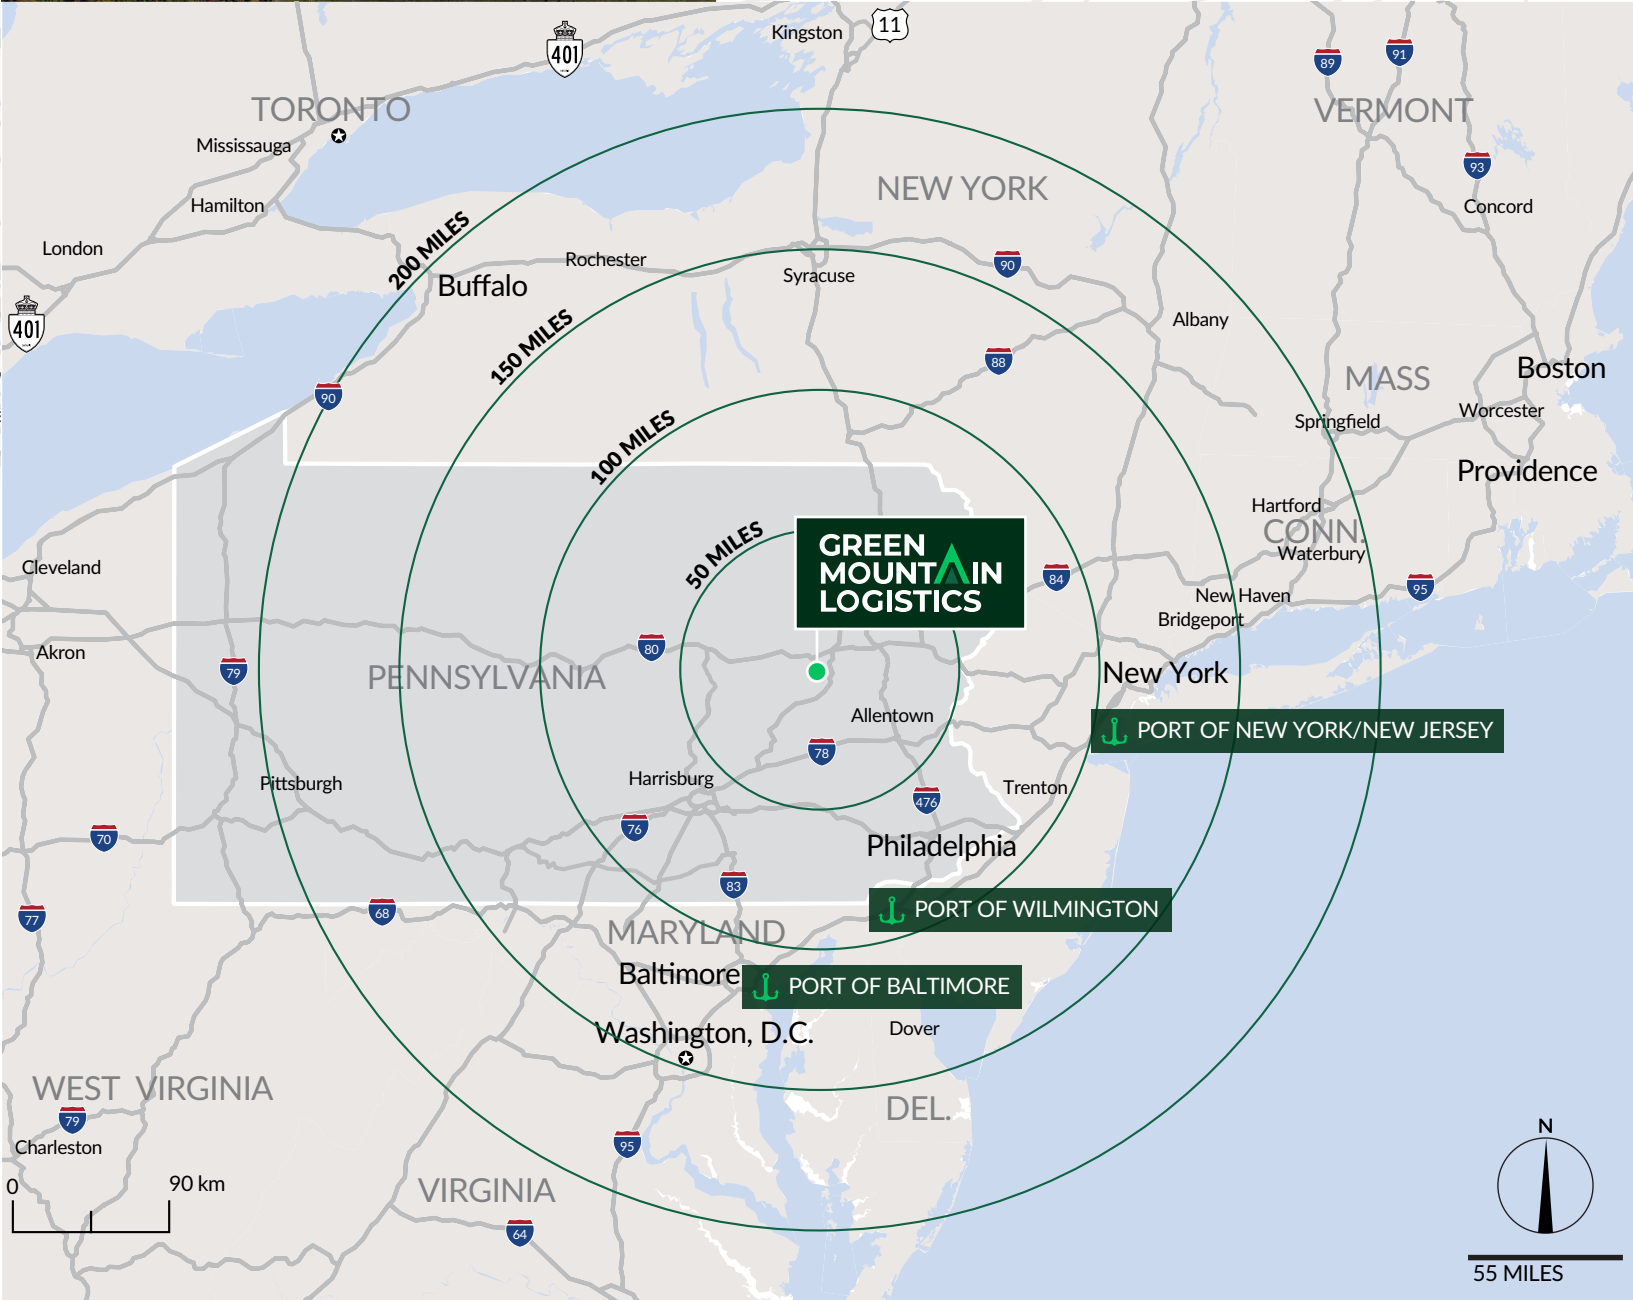 Kingston
11
401
89
91
TORONTO
VERMONT
Mississauga
93
NEW YORK
Hamilton
Concord
London
200 MILES
Rochester
90
Syracuse
Buffalo
401
Albany
150 MILES
88
Boston
MASS
90
Worcester
Springfield
100 MILES
Providence
Hartford
CONN.
Waterbury
50 MILES
GREEN
MOUNTAIN
LOGISTICS
Cleveland
84
95
New Haven
Bridgeport
80
Akron
79
PENNSYLVANIA
New York
Allentown
PORT OF NEW YORK/NEW JERSEY
78
Harrisburg
Pittsburgh
Trenton
476
76
70
Philadelphia
83
68
77
PORT OF WILMINGTON
MARYLAND
Baltimore
PORT OF BALTIMORE
Washington, D.C.
Dover
WEST VIRGINIA
79
DEL.
Charleston
95
N
0
90 km
VIRGINIA
64
55 MILES